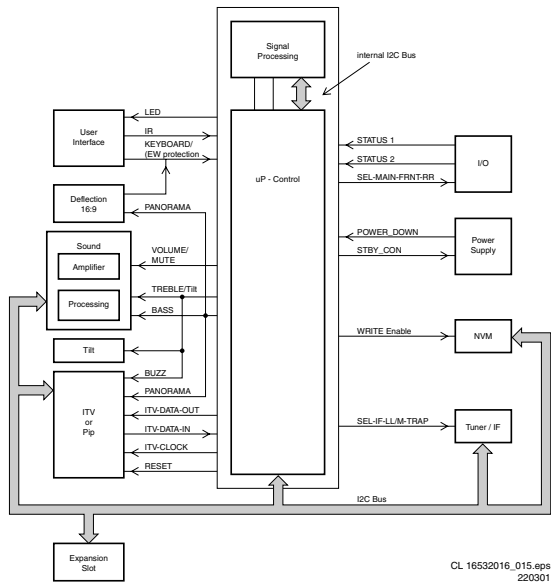 Signal
Processing
internal I2C Bus
uP - Control
User
Interface
LED
IR
KEYBOARD/
(EW protection
Deflection
16:9
PANORAMA
Sound
Amplifier
Processing
VOLUME/
MUTE
TREBLE/Tilt
BASS
Tilt
ITV
or
Pip
BUZZ
PANORAMA
ITV-DATA-OUT
ITV-DATA-IN
ITV-CLOCK
RESET
STATUS 1
STATUS 2
SEL-MAIN-FRNT-RR
I/O
POWER_DOWN
STBY_CON
Power
Supply
WRITE Enable
NVM
SEL-IF-LL/M-TRAP
Tuner / IF
I2C Bus
Expansion
Slot
CL 16532016_015.eps
220301